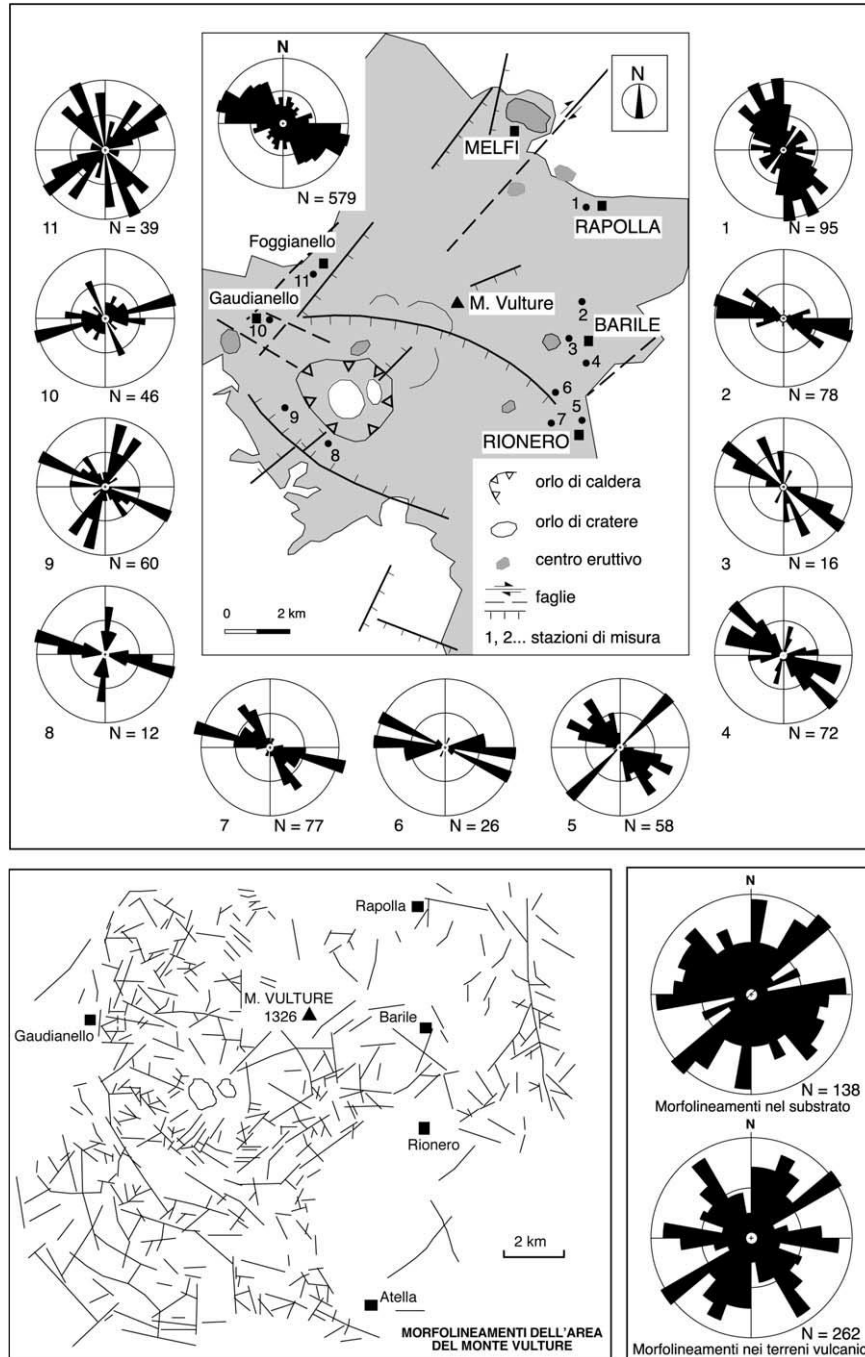 N
N = 579
N
11 N = 39
10 N = 46
9 N = 60
8 N = 12
7 N = 77
6 N = 26
5 N = 58
1 N = 95
2 N = 78
3 N = 16
4 N = 72
MELFI
1
RAPOLLA
Foggianello
11
Gaudianello
10
M. Vulture
2
BARILE
3
4
6
5
7
RIONERO
9
8
orlo di caldera
orlo di cratere
centro eruttivo
faglie
1, 2... stazioni di misura
0 2 km
Rapolla
M. VULTURE
1326
Gaudianello
Barile
Rionero
2 km
Atella
MORFOLINEAMENTI DELL'AREA
DEL MONTE VULTURE
N
N = 138
Morfolineamenti nel substrato
N
N = 262
Morfolineamenti nei terreni vulcanic